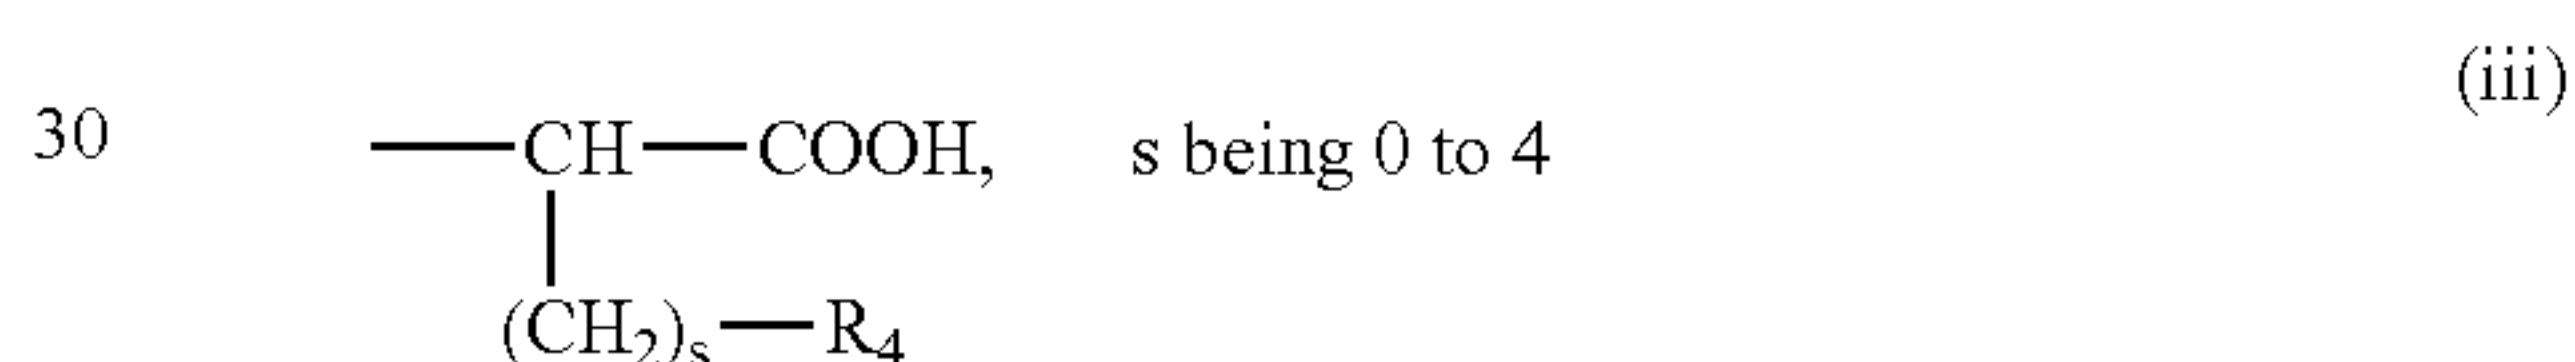 (iii)
30 —CH—COOH, s being 0 to 4
(CH₂)ₛ—R₄